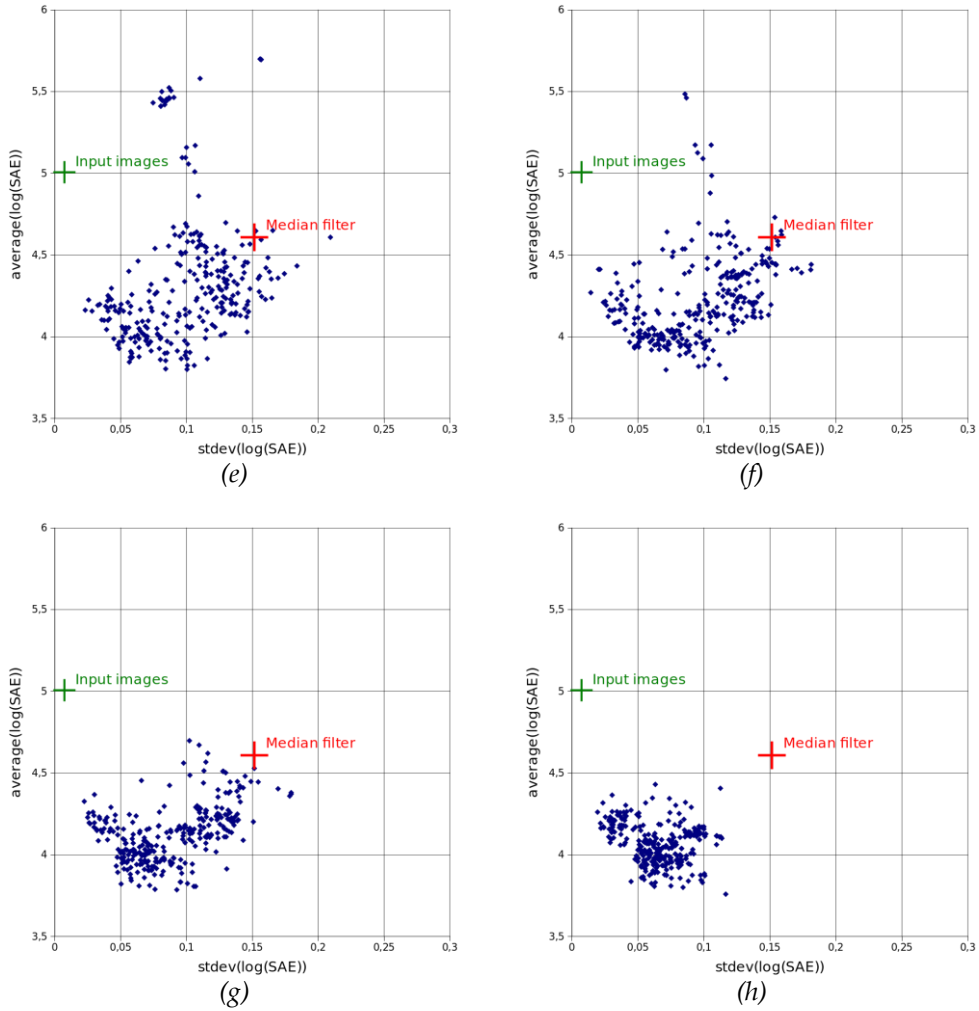 6
5,5
5
4,5
4
3,5
0
0,05
0,1
0,15
0,2
0,25
0,3
average(log(SAE))
stdev(log(SAE))
Input images
Median filter
(e)
6
5,5
5
4,5
4
3,5
0
0,05
0,1
0,15
0,2
0,25
0,3
average(log(SAE))
stdev(log(SAE))
Input images
Median filter
(f)
6
5,5
5
4,5
4
3,5
0
0,05
0,1
0,15
0,2
0,25
0,3
average(log(SAE))
stdev(log(SAE))
Input images
Median filter
(g)
6
5,5
5
4,5
4
3,5
0
0,05
0,1
0,15
0,2
0,25
0,3
average(log(SAE))
stdev(log(SAE))
Input images
Median filter
(h)